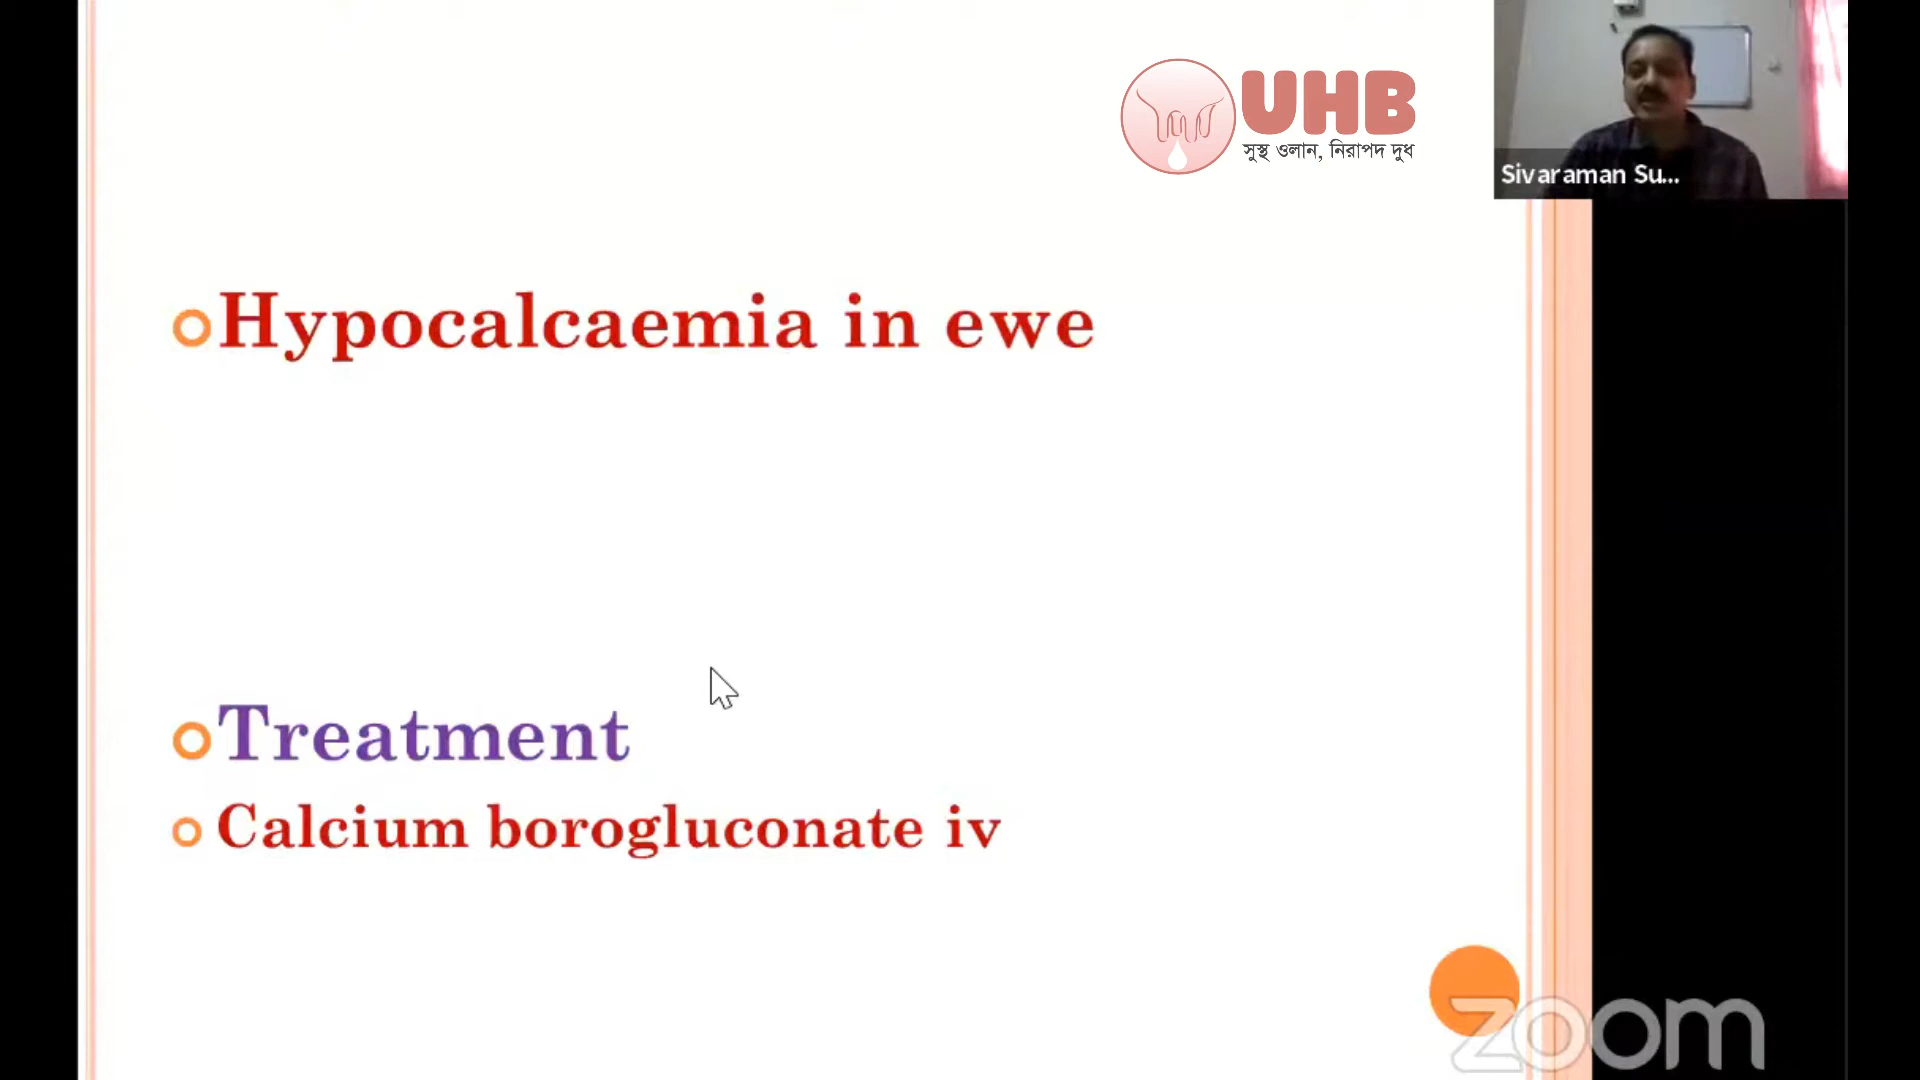 UHB
সুস্থ ওলান, নিরাপদ দুধ
Sivaraman Su...
Hypocalcaemia in ewe
Treatment
Calcium borogluconate iv
zoom